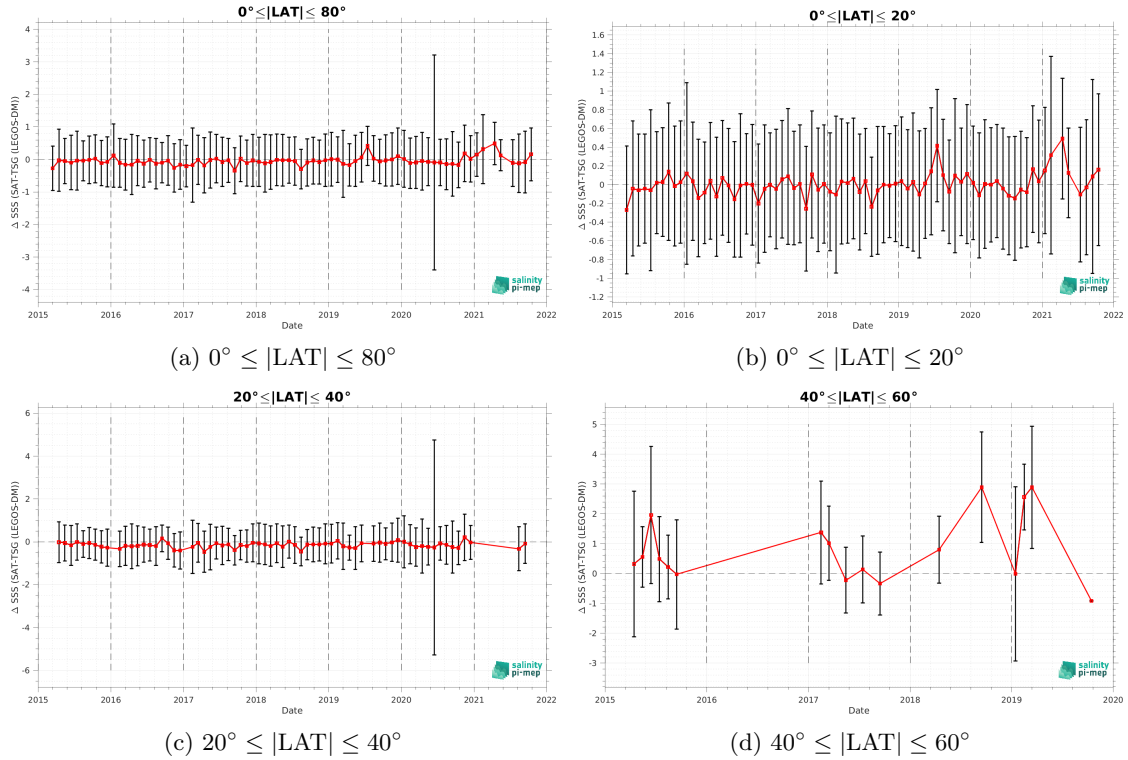 0°≤|LAT|≤ 80°
Δ SSS (SAT-TSG (LEGOS-DM))
4
3
2
1
0
-1
-2
-3
-4
2015 2016 2017 2018 2019 2020 2021 2022
Date
salinity
pi-mep
(a) 0° ≤ |LAT| ≤ 80°
0°≤|LAT|≤ 20°
Δ SSS (SAT-TSG (LEGOS-DM))
1.6
1.4
1.2
1
0.8
0.6
0.4
0.2
0
-0.2
-0.4
-0.6
-0.8
-1
-1.2
2015 2016 2017 2018 2019 2020 2021 2022
Date
salinity
pi-mep
(b) 0° ≤ |LAT| ≤ 20°
20°≤|LAT|≤ 40°
Δ SSS (SAT-TSG (LEGOS-DM))
6
4
2
0
-2
-4
-6
2015 2016 2017 2018 2019 2020 2021 2022
Date
salinity
pi-mep
(c) 20° ≤ |LAT| ≤ 40°
40°≤|LAT|≤ 60°
Δ SSS (SAT-TSG (LEGOS-DM))
5
4
3
2
1
0
-1
-2
-3
2015 2016 2017 2018 2019 2020
Date
salinity
pi-mep
(d) 40° ≤ |LAT| ≤ 60°